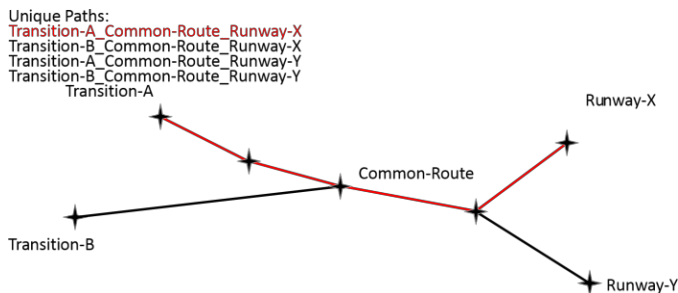 Unique Paths:
Transition-A_Common-Route_Runway-X
Transition-B_Common-Route_Runway-X
Transition-A_Common-Route_Runway-Y
Transition-B_Common-Route_Runway-Y
Transition-A
Runway-X
Common-Route
Transition-B
Runway-Y